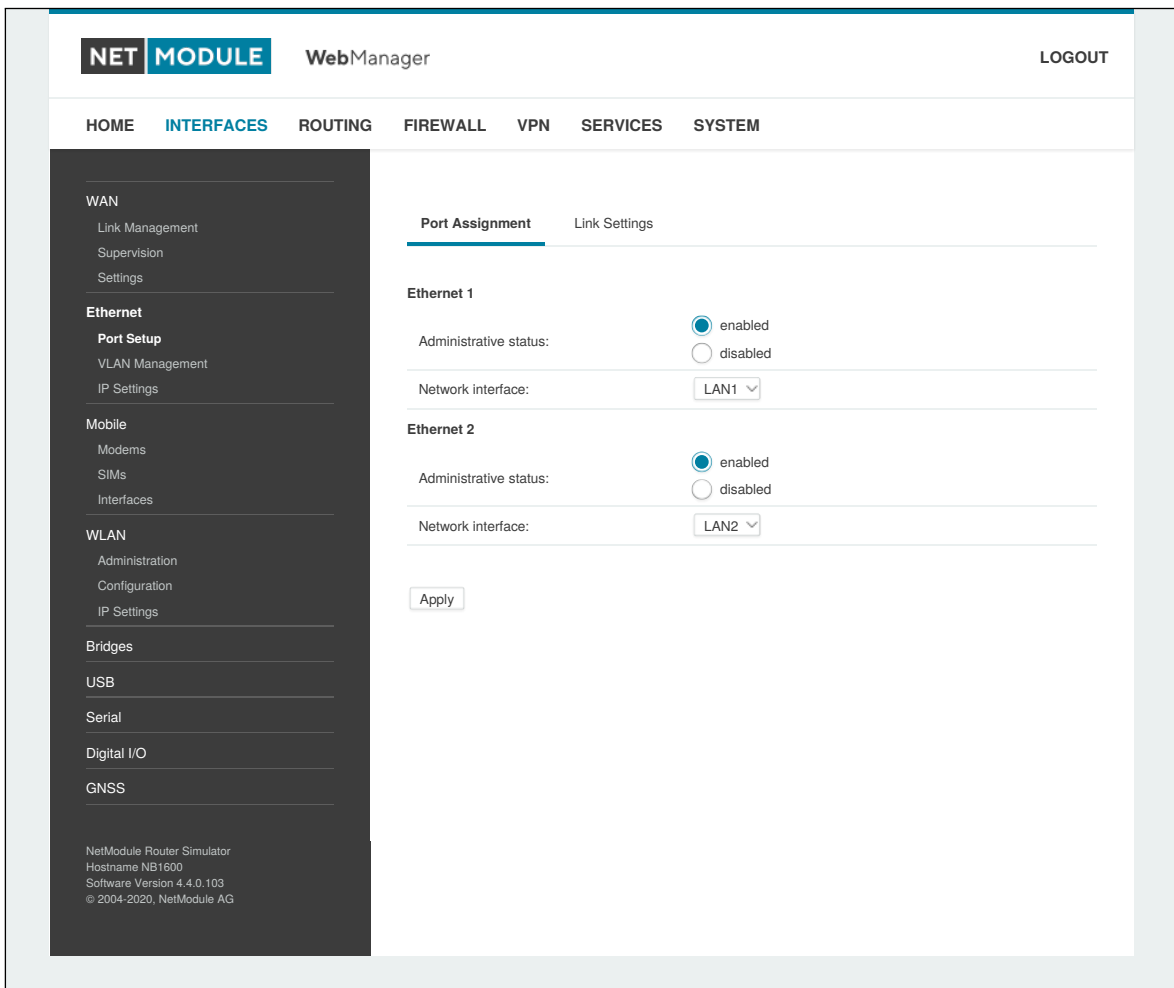 NET MODULE WebManager LOGOUT
HOME INTERFACES ROUTING FIREWALL VPN SERVICES SYSTEM
WAN
Link Management
Supervision
Settings
Ethernet
Port Setup
VLAN Management
IP Settings
Mobile
Modems
SIMs
Interfaces
WLAN
Administration
Configuration
IP Settings
Bridges
USB
Serial
Digital I/O
GNSS
NetModule Router Simulator
Hostname NB1600
Software Version 4.4.0.103
© 2004-2020, NetModule AG
Port Assignment Link Settings
Ethernet 1
Administrative status:
enabled
disabled
Network interface: LAN1
Ethernet 2
Administrative status:
enabled
disabled
Network interface: LAN2
Apply